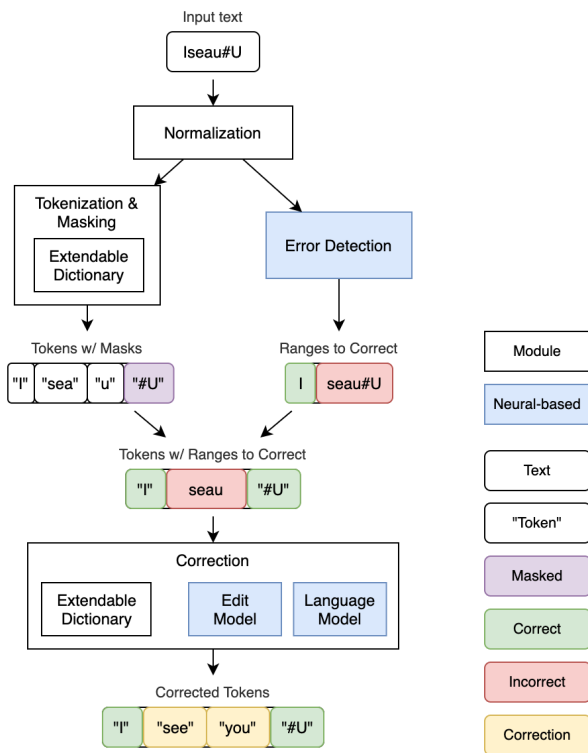 Input text
Iseau#U
Normalization
Tokenization &
Masking
Extendable
Dictionary
Error Detection
Tokens w/ Masks
"I" "sea" "u" "#U"
Ranges to Correct
I seau#U
Tokens w/ Ranges to Correct
"I" seau "#U"
Correction
Extendable
Dictionary
Edit
Model
Language
Model
Corrected Tokens
"I" "see" "you" "#U"
Module
Neural-based
Text
"Token"
Masked
Correct
Incorrect
Correction